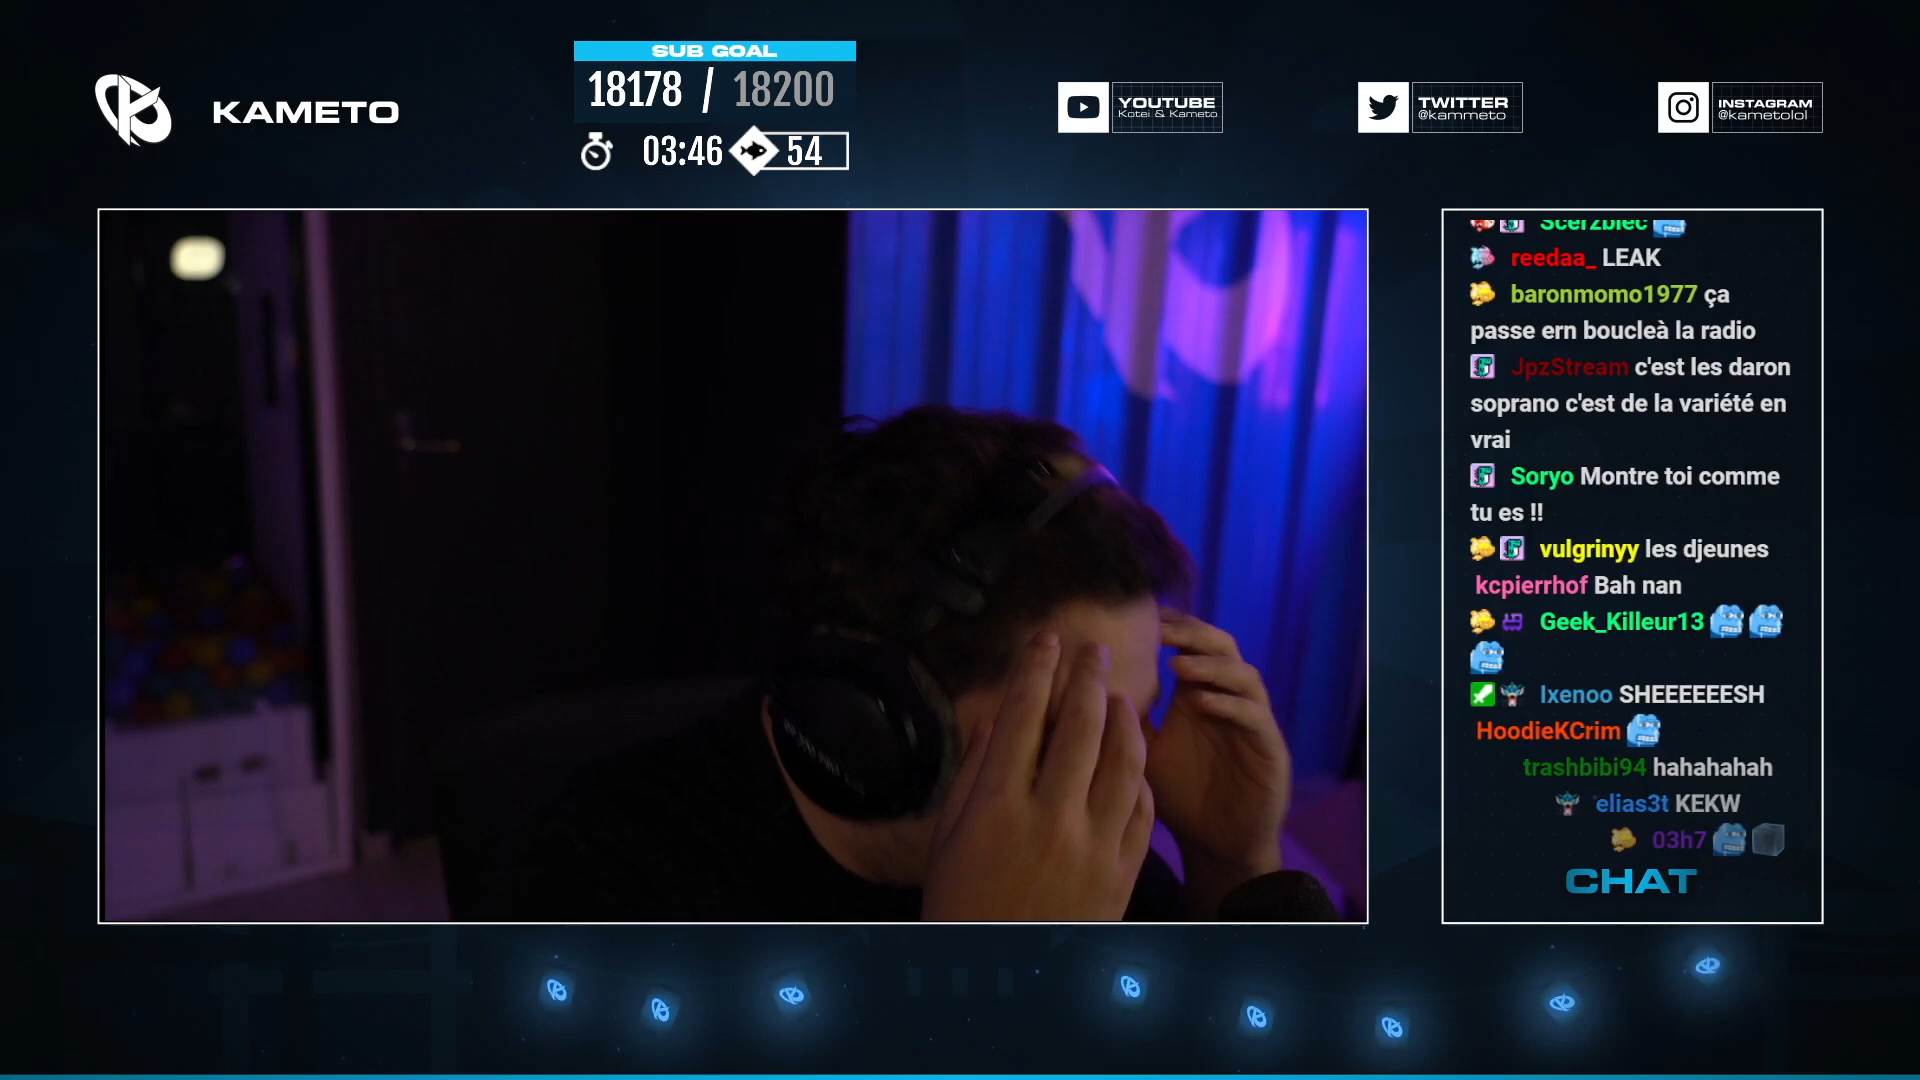 SUB GOAL
18178 / 18200
KAMETO
03:46
54
YOUTUBE
Kotei & Kameto
TWITTER
@kammeto
INSTAGRAM
@kametolol
Scer2blec
reedaa_ LEAK
baronmomo1977 ça
passe ern boucleà la radio
JpzStream c'est les daron
soprano c'est de la variété en
vrai
Soryo Montre toi comme
tu es !!
vulgrinyy les djeunes
kcpierrhof Bah nan
Geek_Killeur13
Ixenoo SHEEEEEESH
HoodieKCrim
trashbibi94 hahahahah
elias3t KEKW
03h7
CHAT